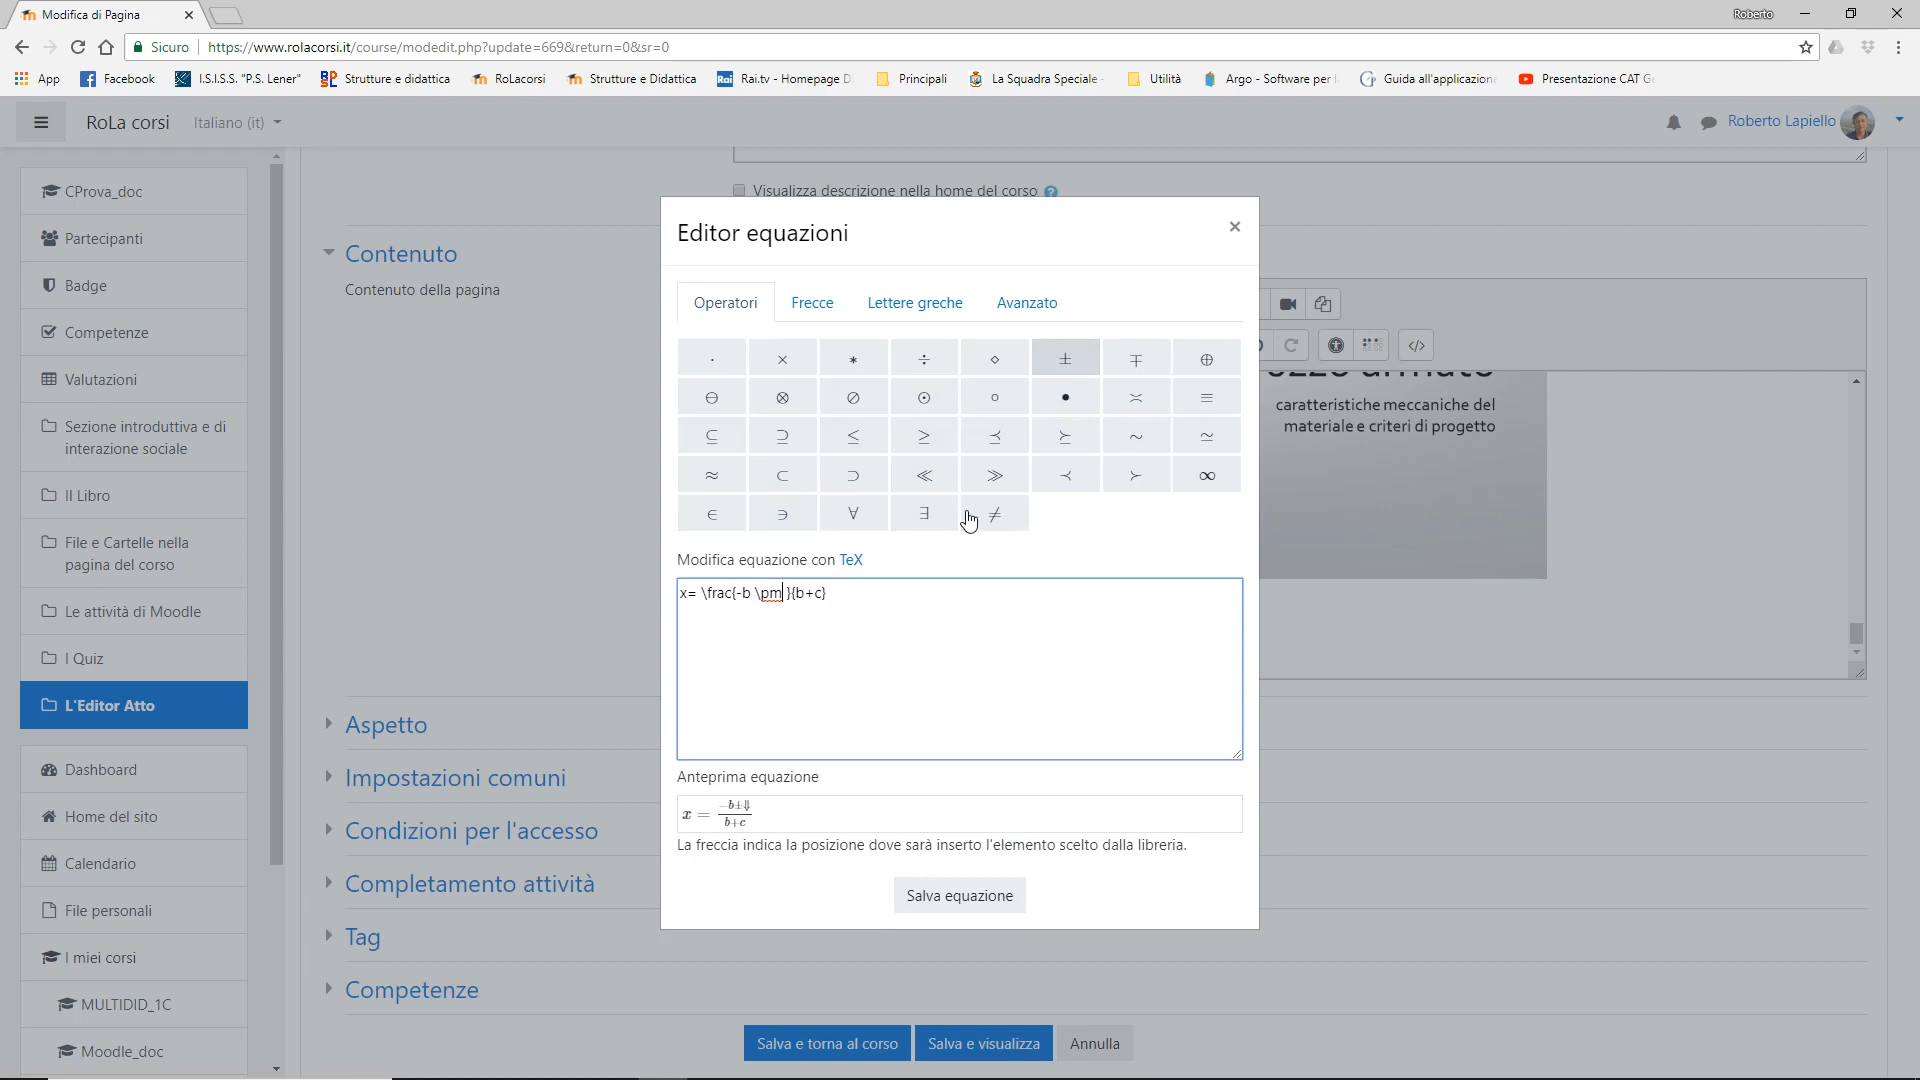 Modifica di Pagina
Roberto
Sicuro
https://www.rolacorsi.it/course/modedit.php?update=669&return=0&sr=0
App
Facebook
I.S.I.S.S. "P.S. Lener"
Strutture e didattica
RoLacorsi
Strutture e Didattica
Rai.tv - Homepage D
Principali
La Squadra Speciale
Utilità
Argo - Software per
Guida all'applicazion
Presentazione CAT G
RoLa corsi
Italiano (it)
Roberto Lapiello
CProva_doc
Partecipanti
Badge
Competenze
Valutazioni
Sezione introduttiva e di
interazione sociale
Il Libro
File e Cartelle nella
pagina del corso
Le attività di Moodle
I Quiz
L'Editor Atto
Dashboard
Home del sito
Calendario
File personali
I miei corsi
MULTIDID_1C
Moodle_doc
Visualizza descrizione nella home del corso
Contenuto
Contenuto della pagina
caratteristiche meccaniche del
materiale e criteri di progetto
Editor equazioni
×
Operatori
Frecce
Lettere greche
Avanzato
· × ∗ ÷ ⋄ ± ∓ ⊕
⊖ ⊗ ⊘ ⊙ ∘ • ≍ ≡
⊆ ⊇ ≤ ≥ ⪯ ⪰ ∼ ≃
≈ ⊂ ⊃ ≪ ≫ ≺ ≻ ∞
∈ ∋ ∀ ∃ ≠
Modifica equazione con TeX
x= \frac{-b \pm }{b+c}
Anteprima equazione
x = −b±⇓
b+c
La freccia indica la posizione dove sarà inserto l'elemento scelto dalla libreria.
Salva equazione
Aspetto
Impostazioni comuni
Condizioni per l'accesso
Completamento attività
Tag
Competenze
Salva e torna al corso
Salva e visualizza
Annulla